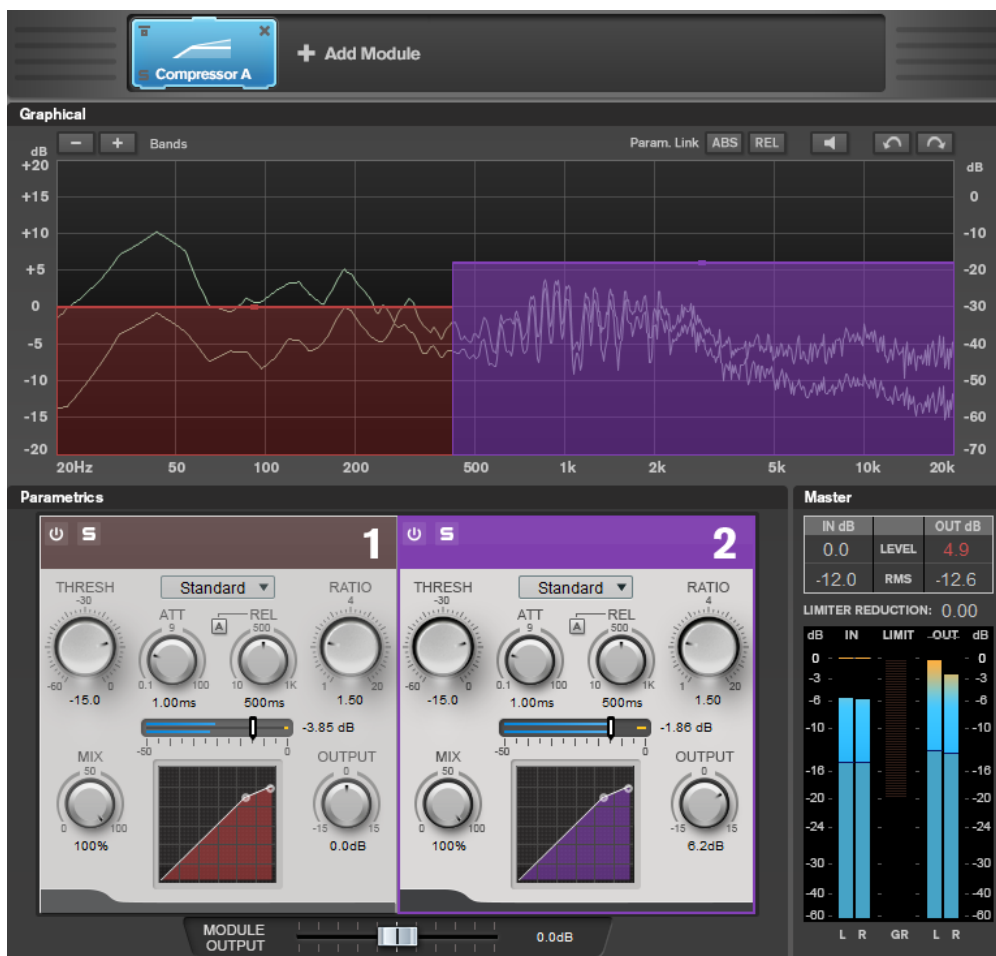 Compressor A
S
+ Add Module
Graphical
- + Bands
Param. Link ABS REL
dB
+20
+15
+10
+5
0
-5
-10
-15
-20
dB
0
-10
-20
-30
-40
-50
-60
-70
20Hz 50 100 200 500 1k 2k 5k 10k 20k
Parametrics
S
1
THRESH
-30
-60 0
-15.0
Standard
ATT
9
0.1 100
1.00ms
A
REL
500
10 1K
500ms
RATIO
4
1 20
1.50
-3.85 dB
-50 0
MIX
50
0 100
100%
OUTPUT
0
-15 15
0.0dB
S
2
THRESH
-30
-60 0
-15.0
Standard
ATT
9
0.1 100
1.00ms
A
REL
500
10 1K
500ms
RATIO
4
1 20
1.50
-1.86 dB
-50 0
MIX
50
0 100
100%
OUTPUT
0
-15 15
6.2dB
MODULE
OUTPUT
0.0dB
Master
IN dB OUT dB
0.0 LEVEL 4.9
-12.0 RMS -12.6
LIMITER REDUCTION: 0.00
dB IN LIMIT OUT dB
0 0
-3 -3
-6 -6
-10 -10
-16 -16
-20 -20
-24 -24
-30 -30
-40 -40
-60 -60
L R GR L R